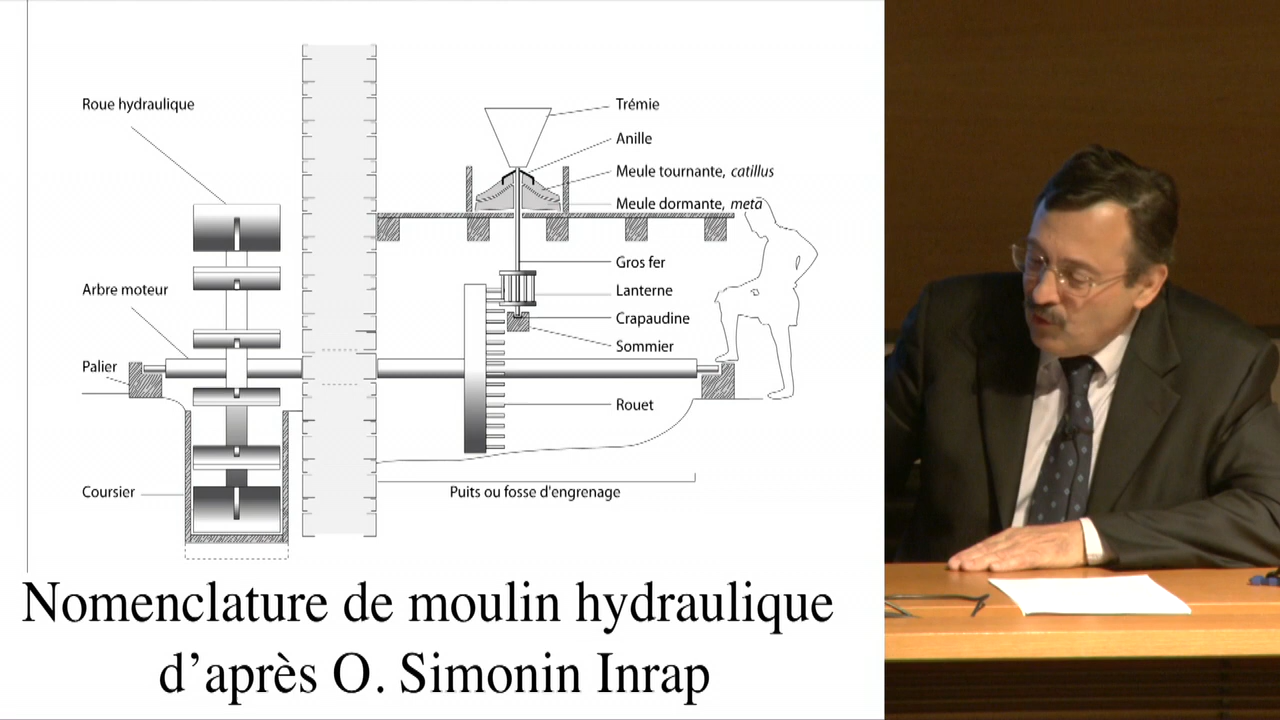 Roue hydraulique
Trémie
Anille
Meule tournante, catillus
Meule dormante, meta
Gros fer
Arbre moteur
Lanterne
Crapaudine
Sommier
Palier
Rouet
Coursier
Puits ou fosse d'engrenage
Nomenclature de moulin hydraulique
d'après O. Simonin Inrap